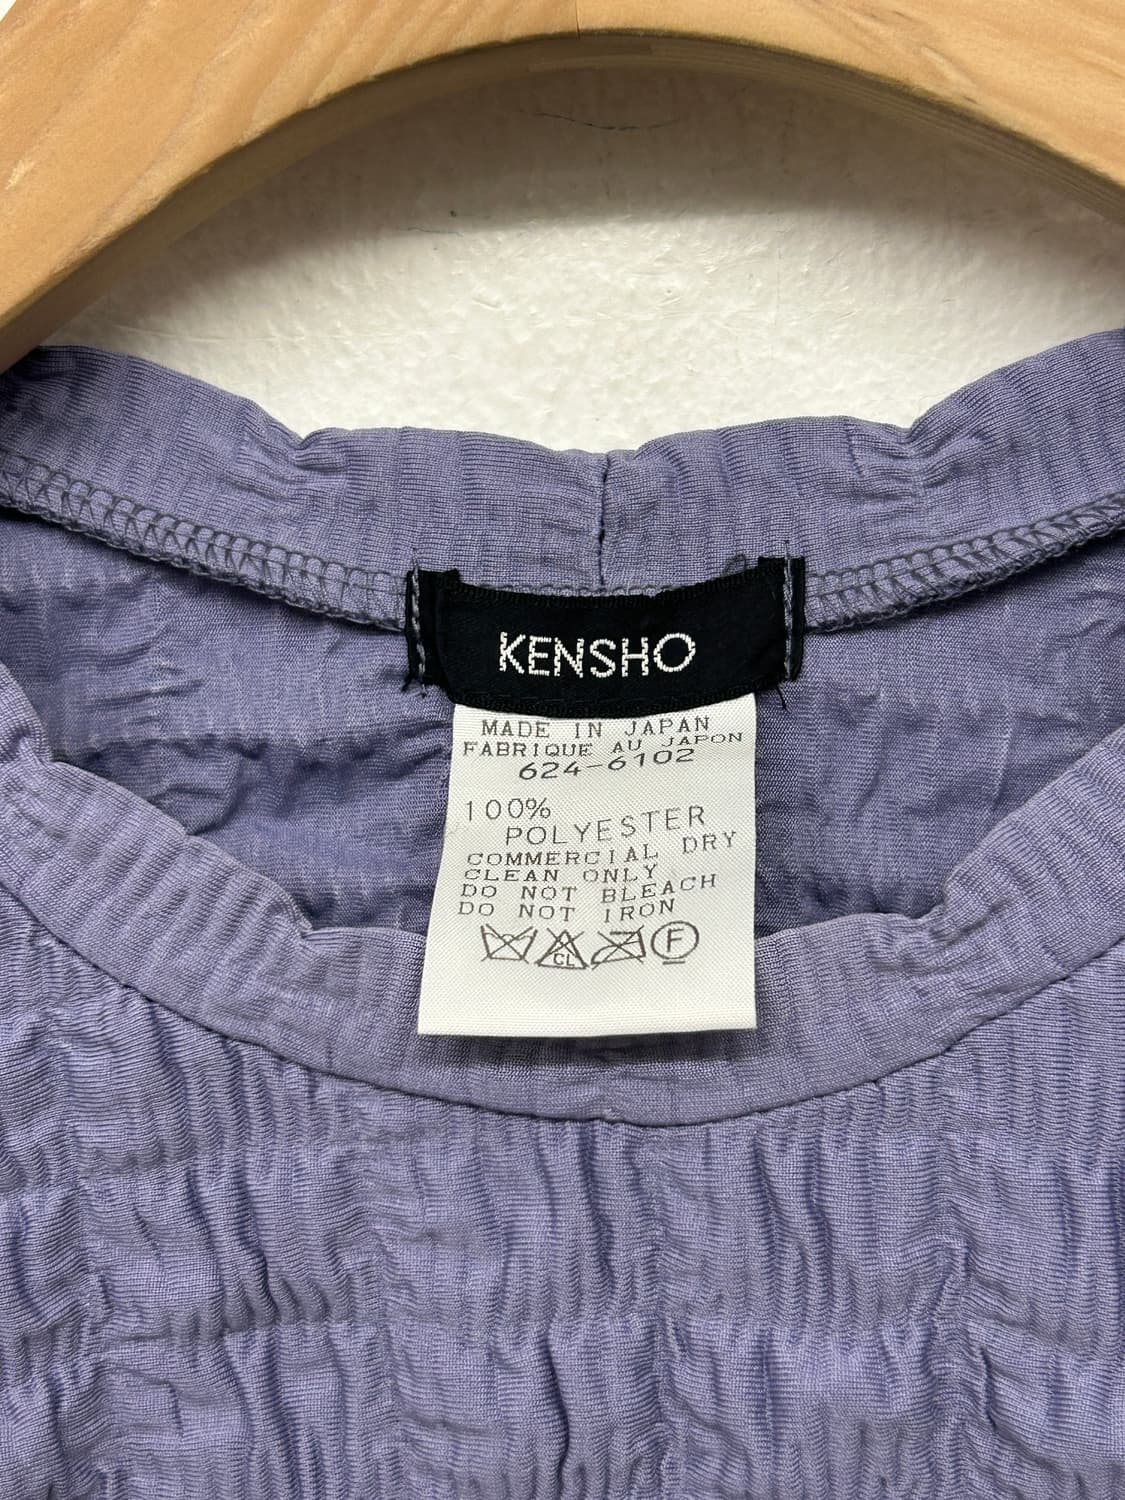 KENSHO
MADE IN JAPAN
FABRIQUE AU JAPON
624-6102
100%
POLYESTER
COMMERCIAL DRY
CLEAN ONLY
DO NOT BLEACH
DO NOT IRON
CL F